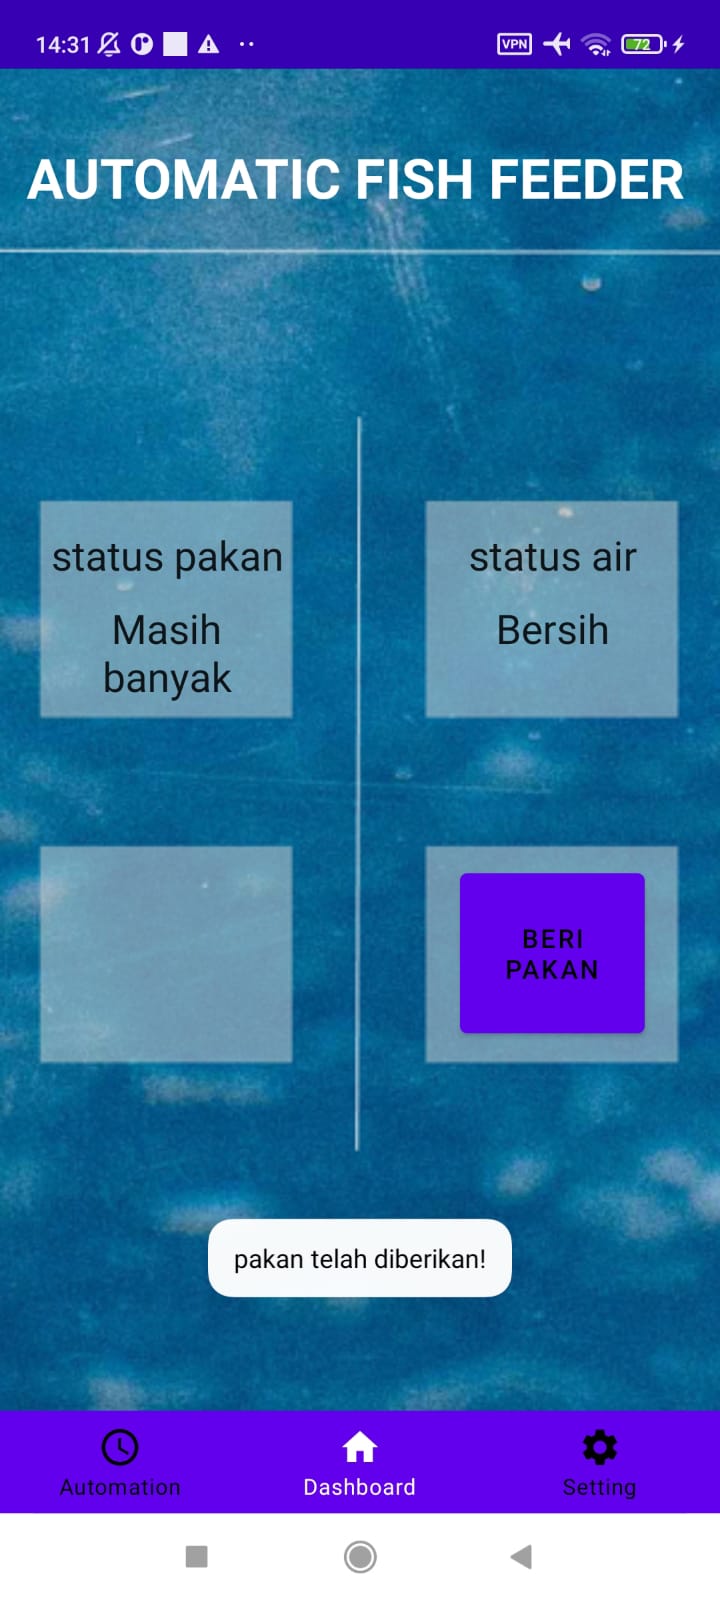 14:31
VPN
72
AUTOMATIC FISH FEEDER
status pakan
Masih
banyak
status air
Bersih
BERI
PAKAN
pakan telah diberikan!
Automation
Dashboard
Setting